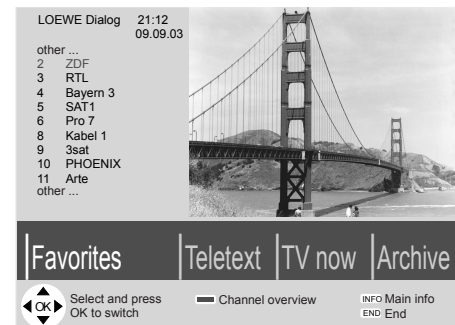 LOEWE Dialog 21:12
09.09.03
other ...
2 ZDF
3 RTL
4 Bayern 3
5 SAT1
6 Pro 7
8 Kabel 1
9 3sat
10 PHOENIX
11 Arte
other ...
Favorites Teletext TV now Archive
OK Select and press
OK to switch
Channel overview
INFO Main info
END End